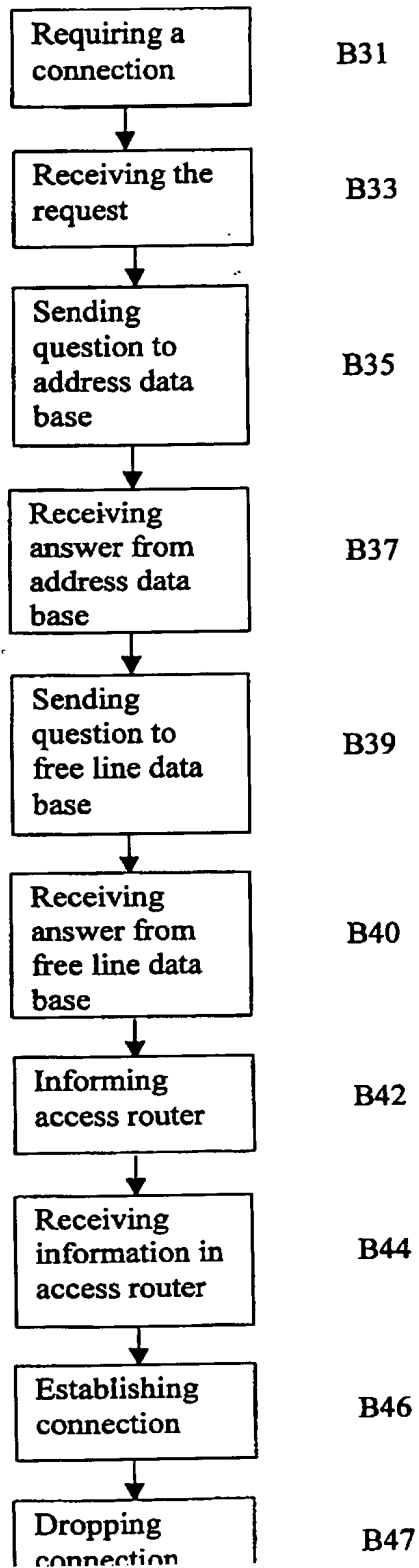 Requiring a
connection
B31
Receiving the
request
B33
Sending
question to
address data
base
B35
Receiving
answer from
address data
base
B37
Sending
question to
free line data
base
B39
Receiving
answer from
free line data
base
B40
Informing
access router
B42
Receiving
information in
access router
B44
Establishing
connection
B46
Dropping
connection
B47